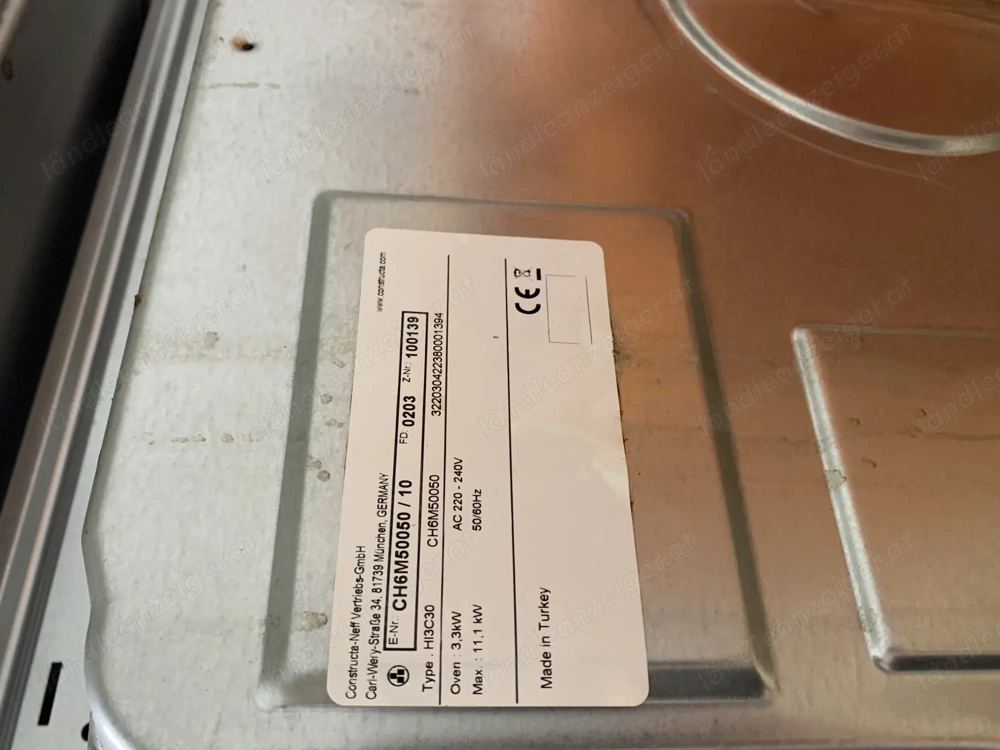 www.constructa.com
Constructa-Neff Vertriebs-GmbH
Carl-Wery-Straße 34, 81739 München, GERMANY
E-Nr. CH6M50050 / 10 FD 0203 Z-Nr. 100139
Type . HI3C30 CH6M50050 322030422380001394
Oven : 3,3kW AC 220 - 240V
Max. : 11,1 kW 50/60Hz
Made in Turkey
CE
ländleanzeiger.at